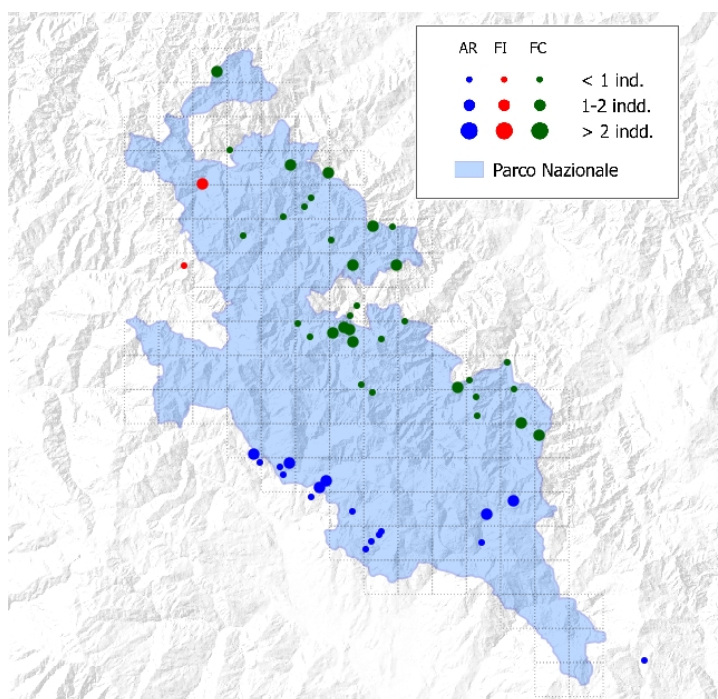 AR FI FC
< 1 ind.
1-2 indd.
> 2 indd.
Parco Nazionale